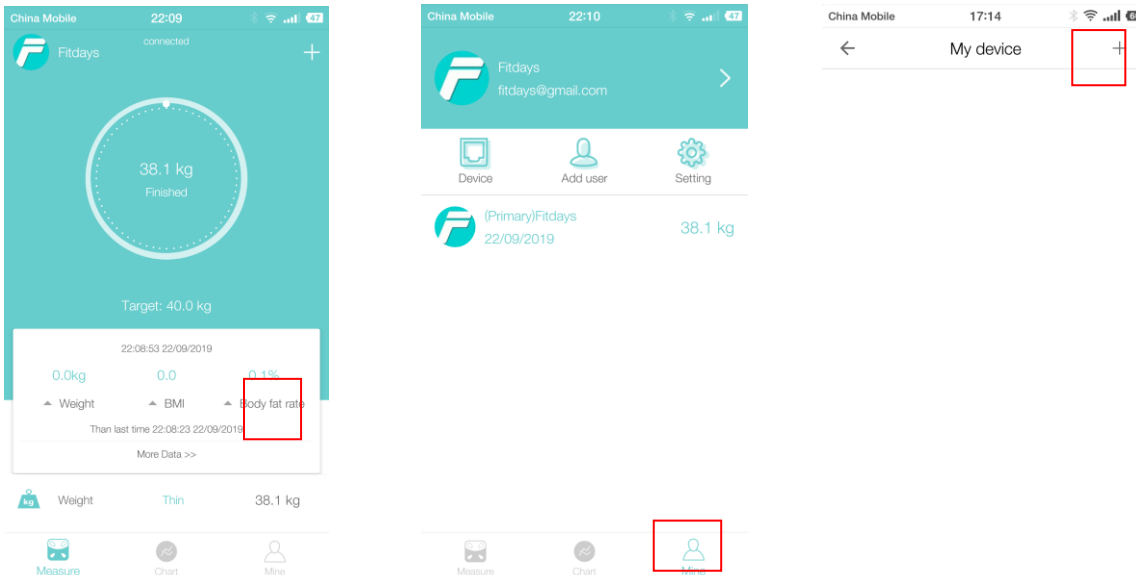 China Mobile 22:09 47
connected
Fitdays
38.1 kg
Finished
Target: 40.0 kg
22:08:53 22/09/2019
0.0kg 0.0 0.1%
Weight BMI Body fat rate
Than last time 22:08:23 22/09/2019
More Data >>
kg Weight Thin 38.1 kg
Measure Chart Mine
China Mobile 22:10 47
Fitdays
fitdays@gmail.com
Device Add user Setting
(Primary)Fitdays
22/09/2019
38.1 kg
Measure Chart Mine
China Mobile 17:14
My device